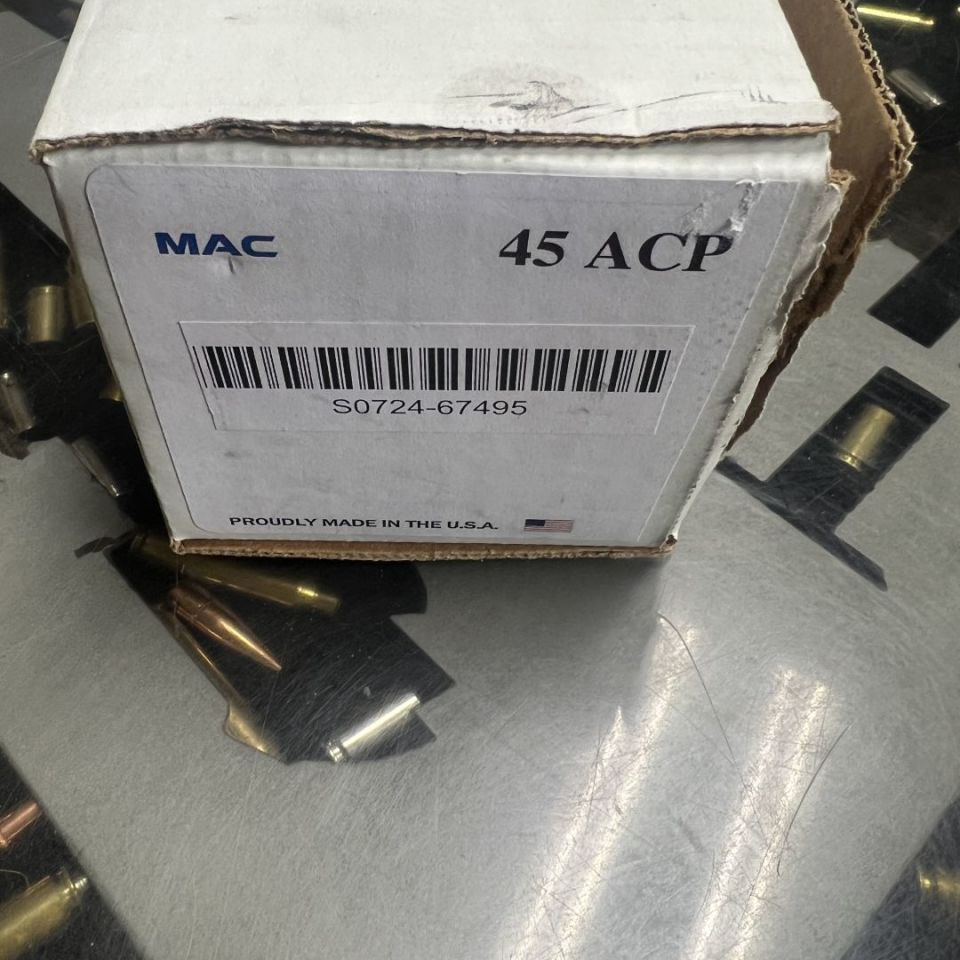 MAC
45 ACP
S0724-67495
PROUDLY MADE IN THE U.S.A.